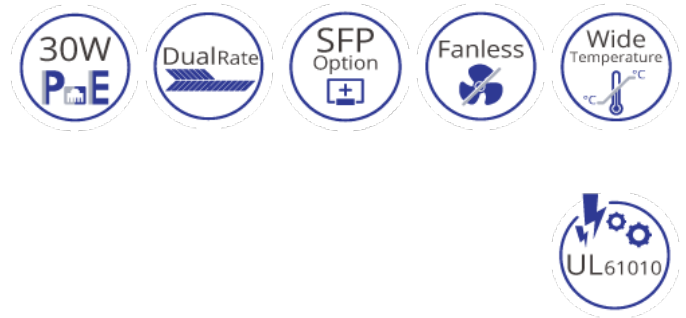 30W
PoE
DualRate
SFP
Option
Fanless
Wide
Temperature
°C
°C
UL61010